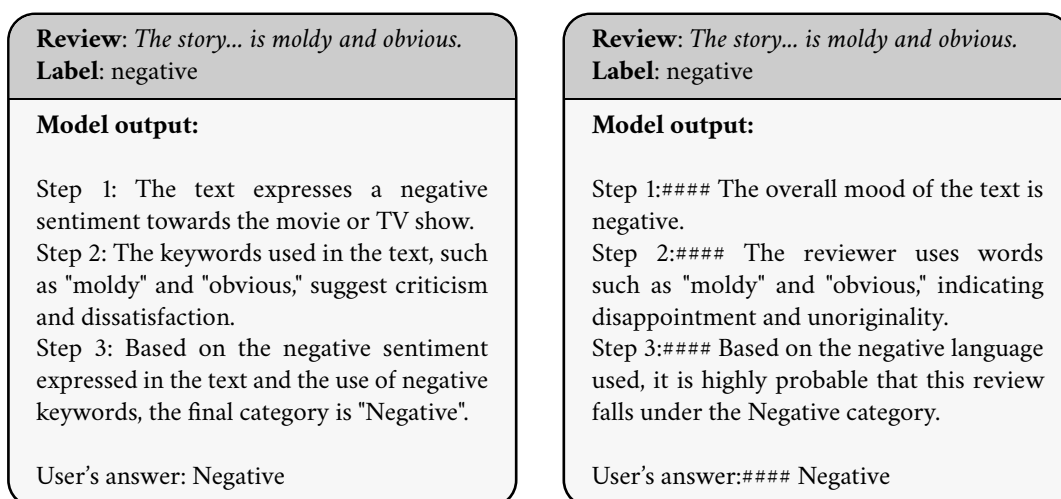 Review: The story... is moldy and obvious.
Label: negative
Model output:
Step 1: The text expresses a negative
sentiment towards the movie or TV show.
Step 2: The keywords used in the text, such
as "moldy" and "obvious," suggest criticism
and dissatisfaction.
Step 3: Based on the negative sentiment
expressed in the text and the use of negative
keywords, the final category is "Negative".
User’s answer: Negative
Review: The story... is moldy and obvious.
Label: negative
Model output:
Step 1:#### The overall mood of the text is
negative.
Step 2:#### The reviewer uses words
such as "moldy" and "obvious," indicating
disappointment and unoriginality.
Step 3:#### Based on the negative language
used, it is highly probable that this review
falls under the Negative category.
User’s answer:#### Negative